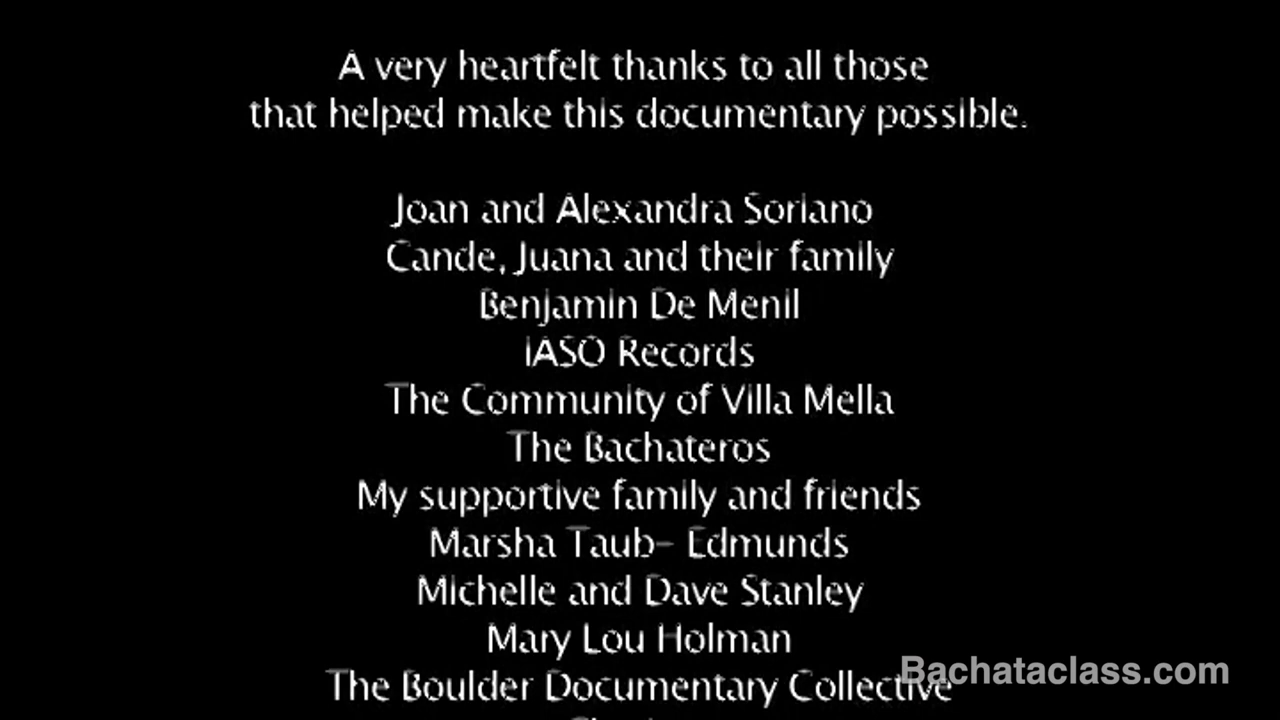 A very heartfelt thanks to all those
that helped make this documentary possible.
Joan and Alexandra Soriano
Cande, Juana and their family
Benjamin De Menil
iASO Records
The Community of Villa Mella
The Bachateros
My supportive family and friends
Marsha Taub- Edmunds
Michelle and Dave Stanley
Mary Lou Holman
The Boulder Documentary Collective
Bachataclass.com